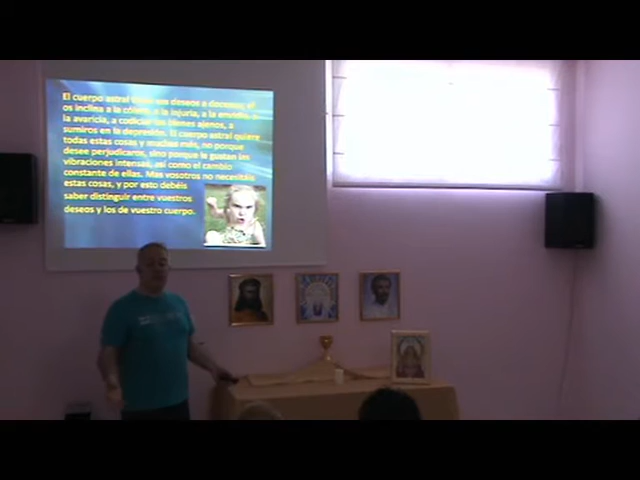 El cuerpo astral tiene sus deseos a docenas; él
os inclina a la cólera, a la injuria, a la envidia, a
la avaricia, a codiciar los bienes ajenos, a
sumiros en la depresión. El cuerpo astral quiere
todas estas cosas y muchas más, no porque
desee perjudicaros, sino porque le gustan las
vibraciones intensas, así como el cambio
constante de ellas. Mas vosotros no necesitáis
estas cosas, y por esto debéis
saber distinguir entre vuestros
deseos y los de vuestro cuerpo.